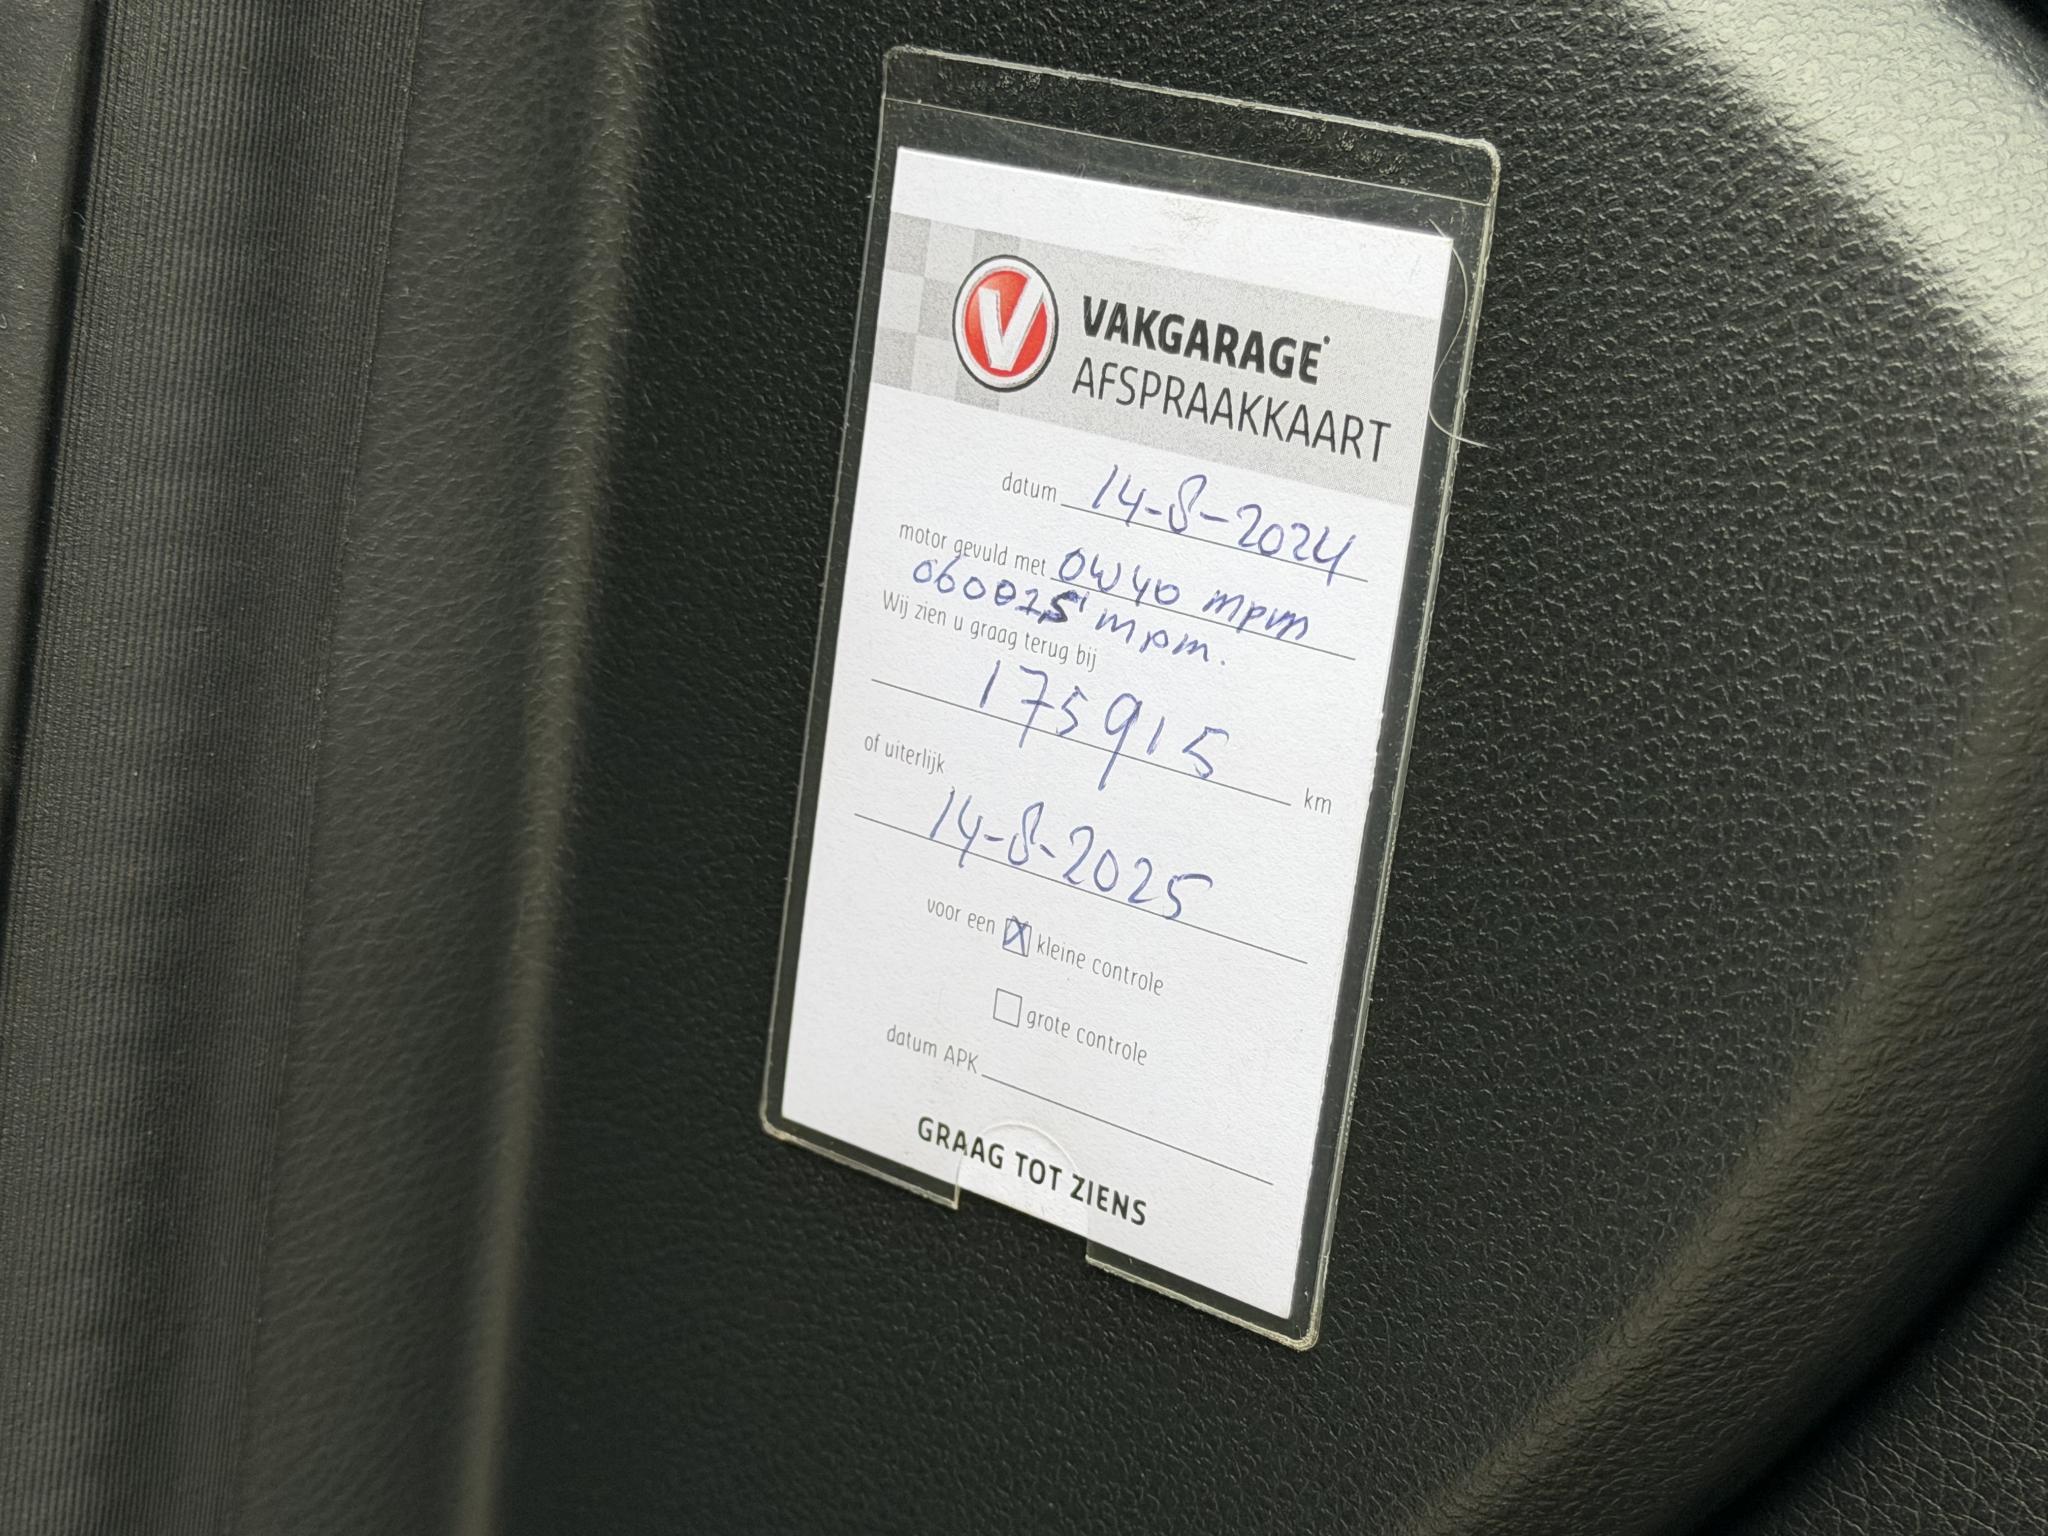 V
VAKGARAGE
AFSPRAAKKAART
datum 14-8-2024
motor gevuld met 0W40 mpm
060075 mpm.
Wij zien u graag terug bij
175915 km
of uiterlijk
14-8-2025
voor een X kleine controle
grote controle
datum APK
GRAAG TOT ZIENS